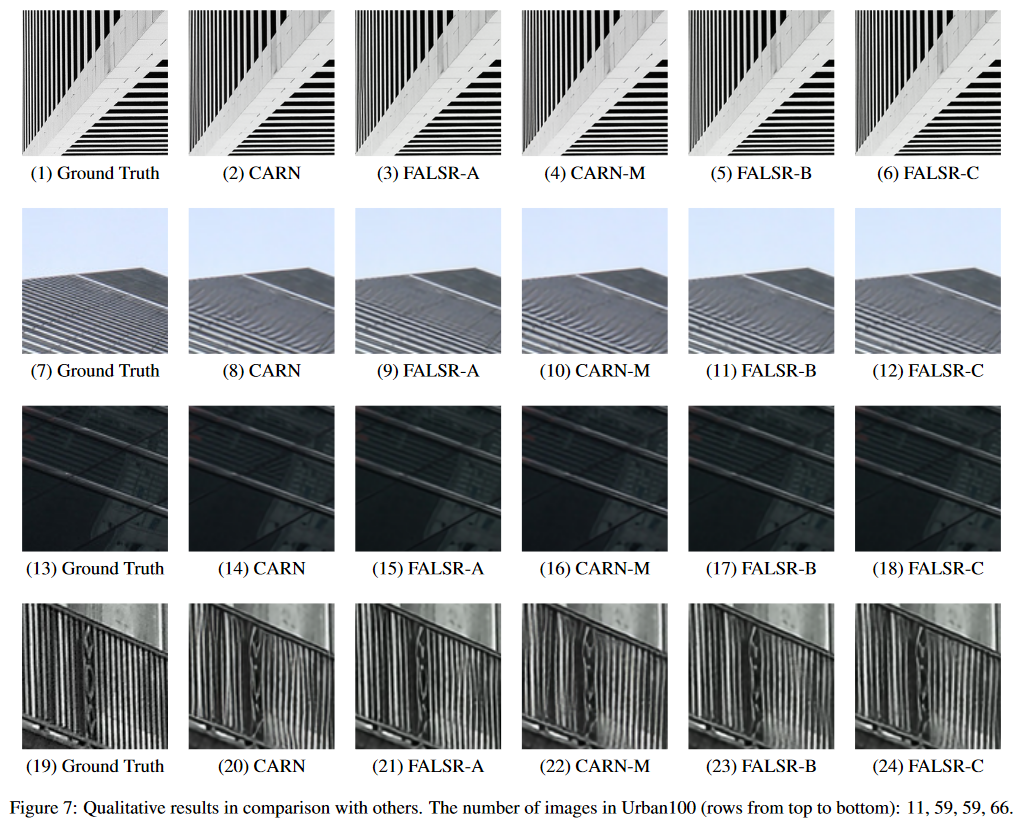 (1) Ground Truth (2) CARN (3) FALSR-A (4) CARN-M (5) FALSR-B (6) FALSR-C
(7) Ground Truth (8) CARN (9) FALSR-A (10) CARN-M (11) FALSR-B (12) FALSR-C
(13) Ground Truth (14) CARN (15) FALSR-A (16) CARN-M (17) FALSR-B (18) FALSR-C
(19) Ground Truth (20) CARN (21) FALSR-A (22) CARN-M (23) FALSR-B (24) FALSR-C
Figure 7: Qualitative results in comparison with others. The number of images in Urban100 (rows from top to bottom): 11, 59, 59, 66.